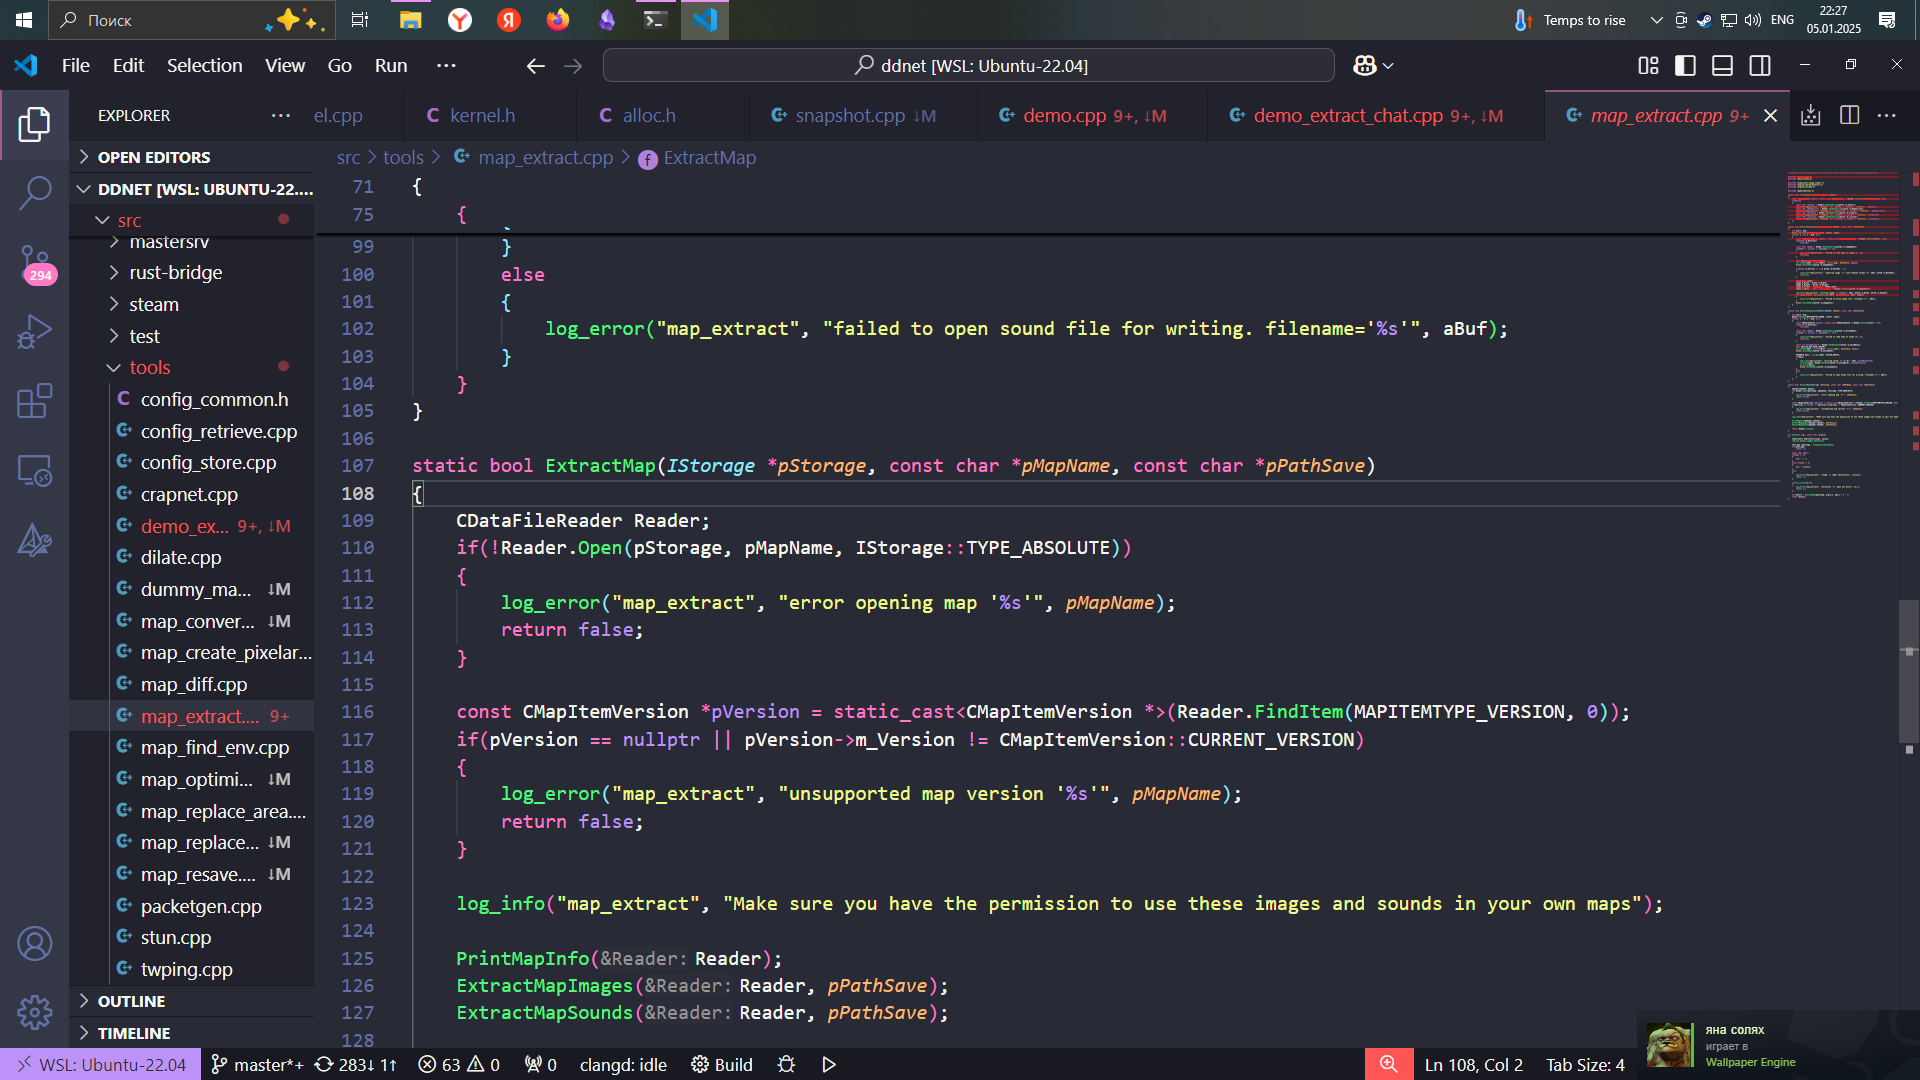 Поиск
Temps to rise
ENG
22:27
05.01.2025
File Edit Selection View Go Run ···
ddnet [WSL: Ubuntu-22.04]
EXPLORER ···
el.cpp
kernel.h
alloc.h
snapshot.cpp ↓M
demo.cpp 9+, ↓M
demo_extract_chat.cpp 9+, ↓M
map_extract.cpp 9+
OPEN EDITORS
DDNET [WSL: UBUNTU-22....
src
mastersrv
rust-bridge
steam
test
tools
config_common.h
config_retrieve.cpp
config_store.cpp
crapnet.cpp
demo_ex... 9+, ↓M
dilate.cpp
dummy_ma... ↓M
map_conver... ↓M
map_create_pixelar...
map_diff.cpp
map_extract.... 9+
map_find_env.cpp
map_optimi... ↓M
map_replace_area....
map_replace... ↓M
map_resave.... ↓M
packetgen.cpp
stun.cpp
twping.cpp
OUTLINE
TIMELINE
294
src > tools > map_extract.cpp > ExtractMap
71 {
75 {
99 }
100 else
101 {
102 log_error("map_extract", "failed to open sound file for writing. filename='%s'", aBuf);
103 }
104 }
105 }
106
107 static bool ExtractMap(IStorage *pStorage, const char *pMapName, const char *pPathSave)
108 {
109 CDataFileReader Reader;
110 if(!Reader.Open(pStorage, pMapName, IStorage::TYPE_ABSOLUTE))
111 {
112 log_error("map_extract", "error opening map '%s'", pMapName);
113 return false;
114 }
115
116 const CMapItemVersion *pVersion = static_cast<CMapItemVersion *>(Reader.FindItem(MAPITEMTYPE_VERSION, 0));
117 if(pVersion == nullptr || pVersion->m_Version != CMapItemVersion::CURRENT_VERSION)
118 {
119 log_error("map_extract", "unsupported map version '%s'", pMapName);
120 return false;
121 }
122
123 log_info("map_extract", "Make sure you have the permission to use these images and sounds in your own maps");
124
125 PrintMapInfo(&Reader: Reader);
126 ExtractMapImages(&Reader: Reader, pPathSave);
127 ExtractMapSounds(&Reader: Reader, pPathSave);
128
яна солях
играет в
Wallpaper Engine
WSL: Ubuntu-22.04 master*+ 283↓ 1↑ 63 0 0 clangd: idle Build Ln 108, Col 2 Tab Size: 4